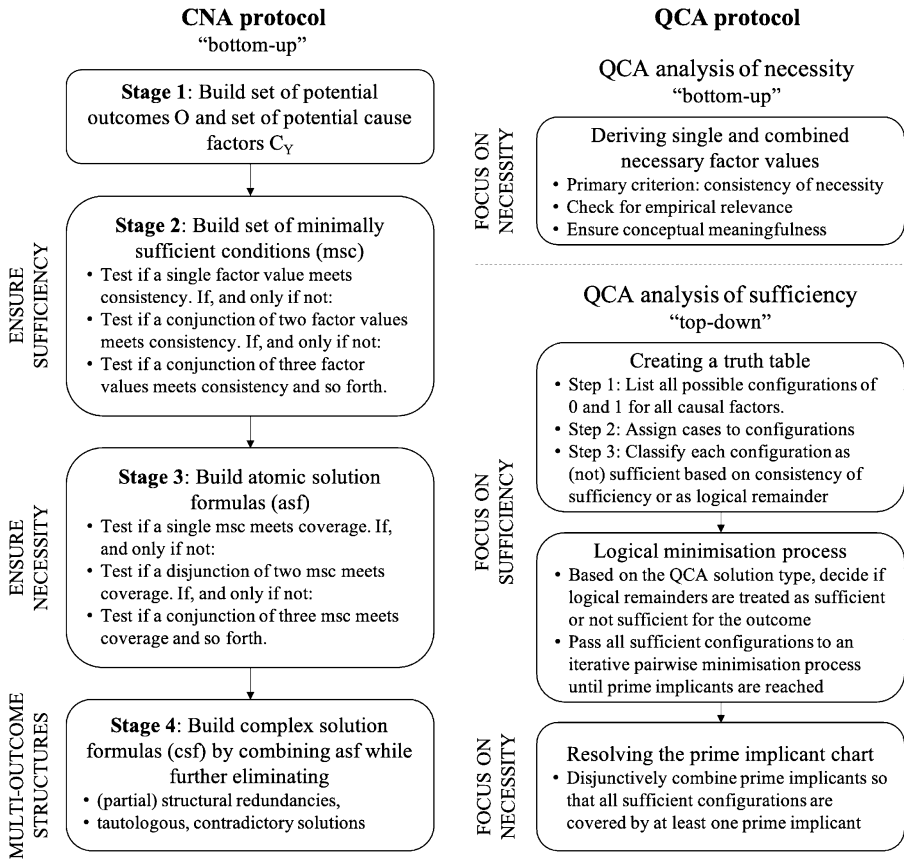 CNA protocol
“bottom-up”
Stage 1: Build set of potential
outcomes O and set of potential cause
factors C_Y
ENSURE
SUFFICIENCY
Stage 2: Build set of minimally
sufficient conditions (msc)
• Test if a single factor value meets
consistency. If, and only if not:
• Test if a conjunction of two factor values
meets consistency. If, and only if not:
• Test if a conjunction of three factor
values meets consistency and so forth.
ENSURE
NECESSITY
Stage 3: Build atomic solution
formulas (asf)
• Test if a single msc meets coverage. If,
and only if not:
• Test if a disjunction of two msc meets
coverage. If, and only if not:
• Test if a conjunction of three msc meets
coverage and so forth.
MULTI-OUTCOME
STRUCTURES
Stage 4: Build complex solution
formulas (csf) by combining asf while
further eliminating
• (partial) structural redundancies,
• tautologous, contradictory solutions
QCA protocol
QCA analysis of necessity
“bottom-up”
FOCUS ON
NECESSITY
Deriving single and combined
necessary factor values
• Primary criterion: consistency of necessity
• Check for empirical relevance
• Ensure conceptual meaningfulness
QCA analysis of sufficiency
“top-down”
FOCUS ON
SUFFICIENCY
Creating a truth table
• Step 1: List all possible configurations of
0 and 1 for all causal factors.
• Step 2: Assign cases to configurations
• Step 3: Classify each configuration as
(not) sufficient based on consistency of
sufficiency or as logical remainder
Logical minimisation process
• Based on the QCA solution type, decide if
logical remainders are treated as sufficient
or not sufficient for the outcome
• Pass all sufficient configurations to an
iterative pairwise minimisation process
until prime implicants are reached
FOCUS ON
NECESSITY
Resolving the prime implicant chart
• Disjunctively combine prime implicants so
that all sufficient configurations are
covered by at least one prime implicant